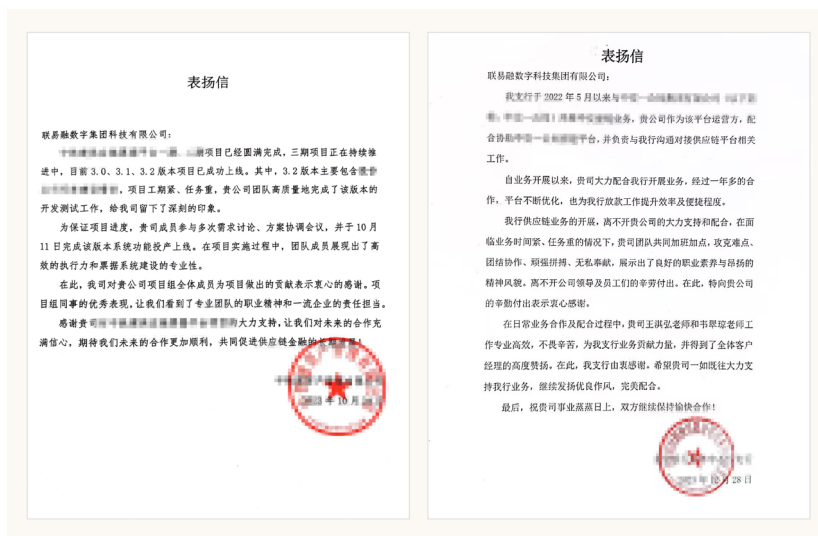 表扬信
联易融数字集团科技有限公司：
项目已经圆满完成，三期项目正在持续推
进中，目前 3.0、3.1、3.2 版本项目已成功上线。其中，3.2 版本主要包含
，项目工期紧、任务重，贵公司团队高质量地完成了该版本的
开发测试工作，给我司留下了深刻的印象。
为保证项目进度，贵司成员参与多次需求讨论、方案协调会议，并于 10 月
11 日完成该版本系统功能投产上线。在项目实施过程中，团队成员展现出了高
效的执行力和票据系统建设的专业性。
在此，我司对贵公司项目组全体成员为项目做出的贡献表示衷心的感谢。项
目组同事的优秀表现，让我们看到了专业团队的职业精神和一流企业的责任担当。
感谢贵司的大力支持，让我们对未来的合作充
满信心，期待我们未来的合作更加顺利，共同促进供应链金融的长期发展！
2023 年 10 月
表扬信
联易融数字科技集团有限公司：
我支行于 2022 年 5 月以来与
业务，贵公司作为该平台运营方，配
合协助平台，并负责与我行沟通对接供应链平台相关
工作。
自业务开展以来，贵司大力配合我行开展业务，经过一年多的合
作，平台不断优化，也为我行放款工作提升效率及便捷程度。
我行供应链业务的开展，离不开贵公司的大力支持和配合，在面
临业务时间紧、任务重的情况下，贵司团队共同加班加点，攻克难点、
团结协作、顽强拼搏、无私奉献，展示出了良好的职业素养与昂扬的
精神风貌。离不开公司领导及员工们的辛劳付出。在此，特向贵公司
的辛勤付出表示衷心感谢。
在日常业务合作及配合过程中，贵司王淇弘老师和韦翠琼老师工
作专业高效，不畏辛苦，为我支行业务贡献力量，并得到了全体客户
经理的高度赞扬。在此，我支行由衷感谢，希望贵司一如既往大力支
持我行业务，继续发扬优良作风，完美配合。
最后，祝贵司事业蒸蒸日上，双方继续保持愉快合作！
2023 年 12 月 28 日